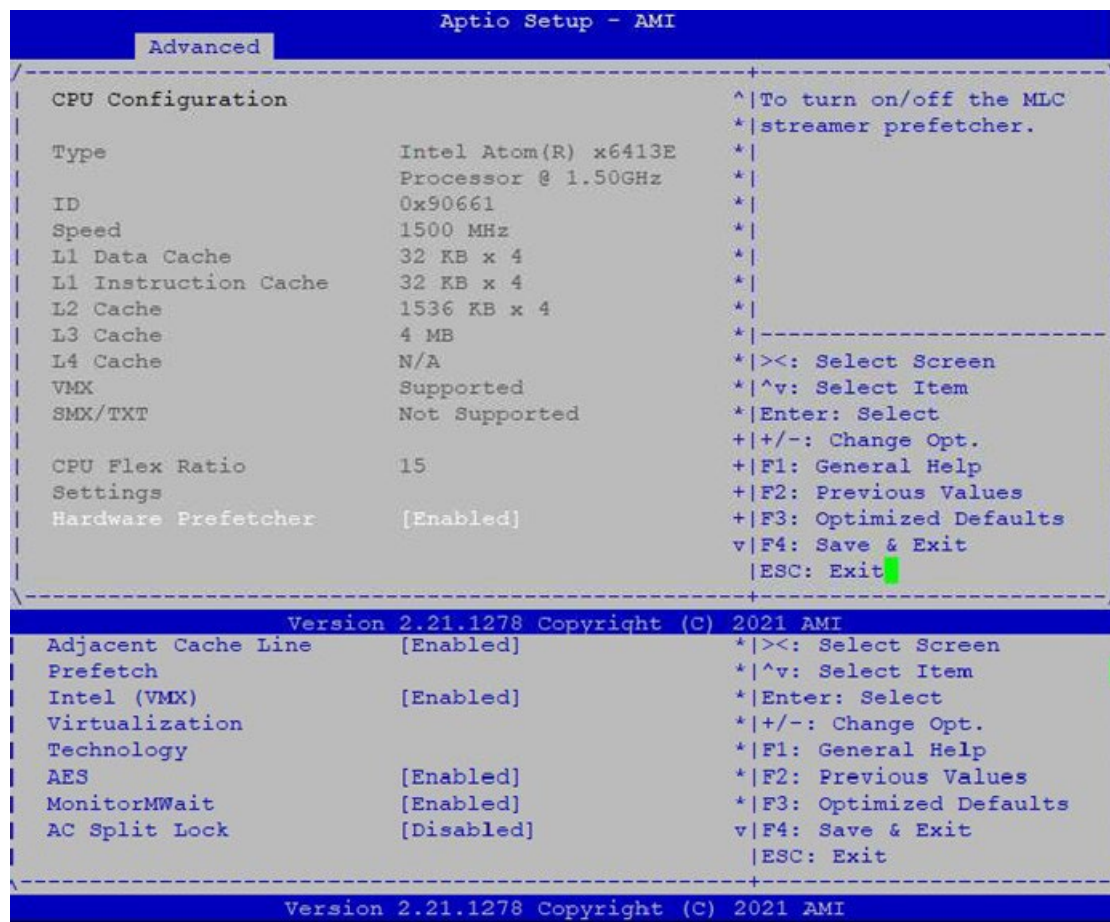 Aptio Setup - AMI
Advanced
/------------------------------------------------------+--------------------------\
| CPU Configuration ^|To turn on/off the MLC
| *|streamer prefetcher.
| Type Intel Atom(R) x6413E *|
| Processor @ 1.50GHz *|
| ID 0x90661 *|
| Speed 1500 MHz *|
| L1 Data Cache 32 KB x 4 *|
| L1 Instruction Cache 32 KB x 4 *|
| L2 Cache 1536 KB x 4 *|
| L3 Cache 4 MB *|--------------------------
| L4 Cache N/A *|><: Select Screen
| VMX Supported *|^v: Select Item
| SMX/TXT Not Supported *|Enter: Select
| +|+/-: Change Opt.
| CPU Flex Ratio 15 +|F1: General Help
| Settings +|F2: Previous Values
| Hardware Prefetcher [Enabled] +|F3: Optimized Defaults
| v|F4: Save & Exit
| |ESC: Exit
\------------------------------------------------------+--------------------------/
Version 2.21.1278 Copyright (C) 2021 AMI
| Adjacent Cache Line [Enabled] *|><: Select Screen
| Prefetch *|^v: Select Item
| Intel (VMX) [Enabled] *|Enter: Select
| Virtualization *|+/-: Change Opt.
| Technology *|F1: General Help
| AES [Enabled] *|F2: Previous Values
| MonitorMWait [Enabled] *|F3: Optimized Defaults
| AC Split Lock [Disabled] v|F4: Save & Exit
| |ESC: Exit
\------------------------------------------------------+--------------------------/
Version 2.21.1278 Copyright (C) 2021 AMI